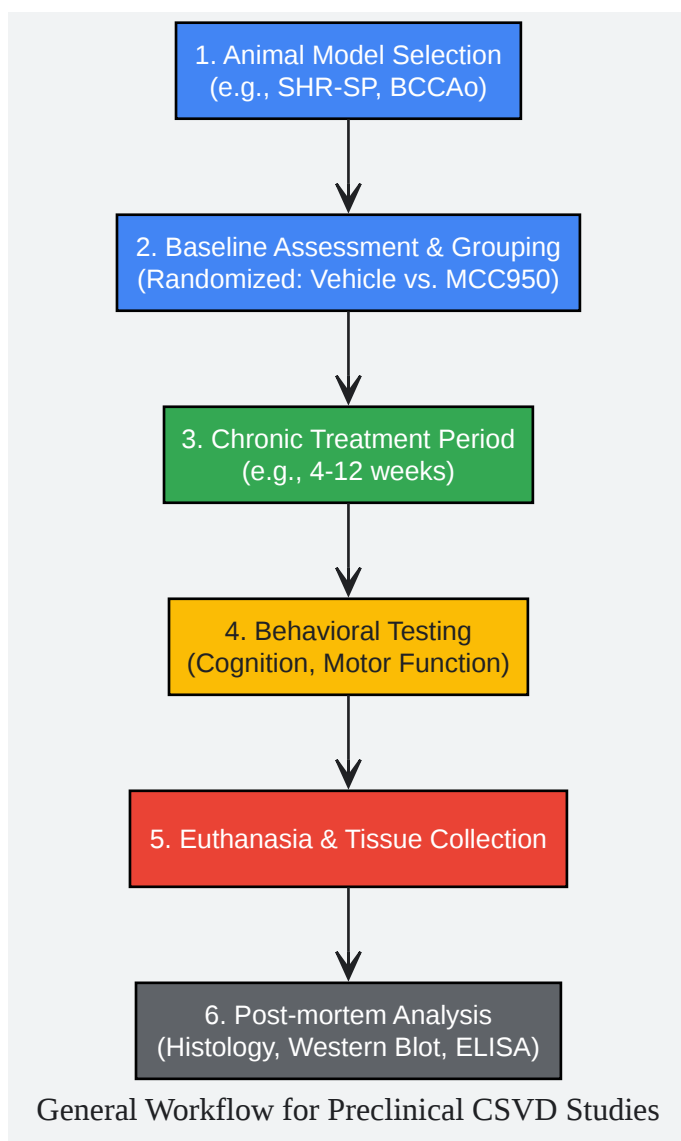 1. Animal Model Selection
(e.g., SHR-SP, BCCAo)
2. Baseline Assessment & Grouping
(Randomized: Vehicle vs. MCC950)
3. Chronic Treatment Period
(e.g., 4-12 weeks)
4. Behavioral Testing
(Cognition, Motor Function)
5. Euthanasia & Tissue Collection
6. Post-mortem Analysis
(Histology, Western Blot, ELISA)
General Workflow for Preclinical CSVD Studies